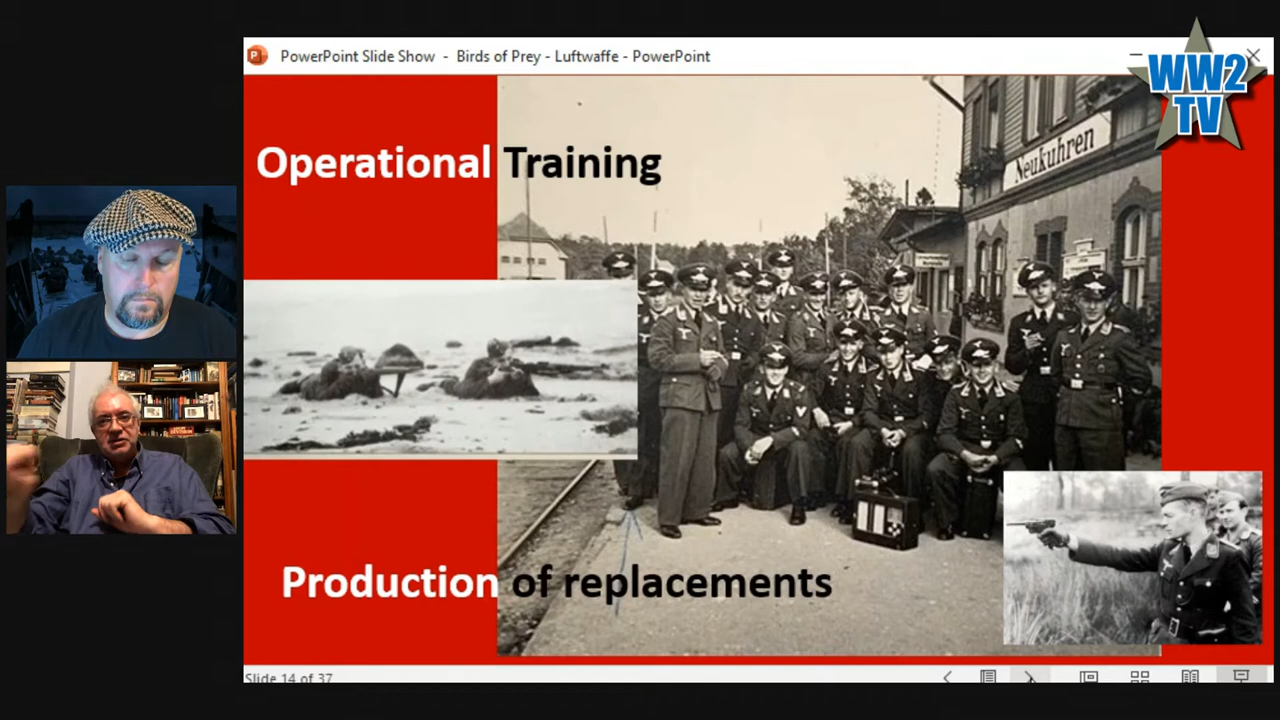 PowerPoint Slide Show - Birds of Prey - Luftwaffe - PowerPoint
WW2
TV
Operational Training
Neukuhren
Production of replacements
Slide 14 of 37